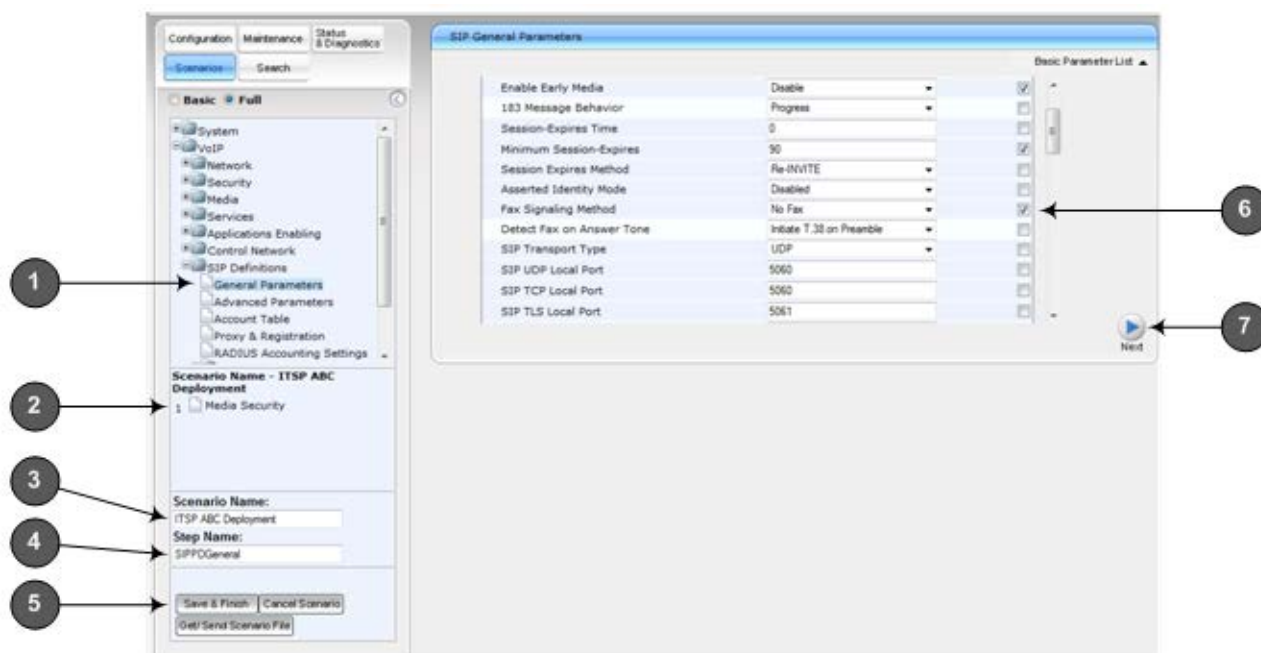 Configuration Maintenance Status & Diagnostics
Scenarios Search
Basic Full
System
VoIP
Network
Security
Media
Services
Applications Enabling
Control Network
SIP Definitions
General Parameters
Advanced Parameters
Account Table
Proxy & Registration
RADIUS Accounting Settings
Scenario Name - ITSP ABC
Deployment
1 Media Security
Scenario Name:
ITSP ABC Deployment
Step Name:
SIPPDGeneral
Save & Finish Cancel Scenario
Get/Send Scenario File
SIP General Parameters
Basic Parameter List ▲
Enable Early Media Disable
183 Message Behavior Progress
Session-Expires Time 0
Minimum Session-Expires 90
Session Expires Method Re-INVITE
Asserted Identity Mode Disabled
Fax Signaling Method No Fax
Detect Fax on Answer Tone Initiate T.38 on Preamble
SIP Transport Type UDP
SIP UDP Local Port 5060
SIP TCP Local Port 5060
SIP TLS Local Port 5061
Next
1
2
3
4
5
6
7